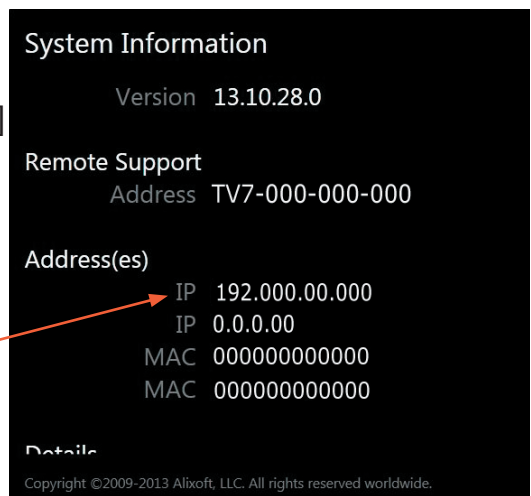 System Information
Version 13.10.28.0
Remote Support
Address TV7-000-000-000
Address(es)
IP 192.000.00.000
IP 0.0.0.00
MAC 000000000000
MAC 000000000000
Details
Copyright ©2009-2013 Alixoft, LLC. All rights reserved worldwide.